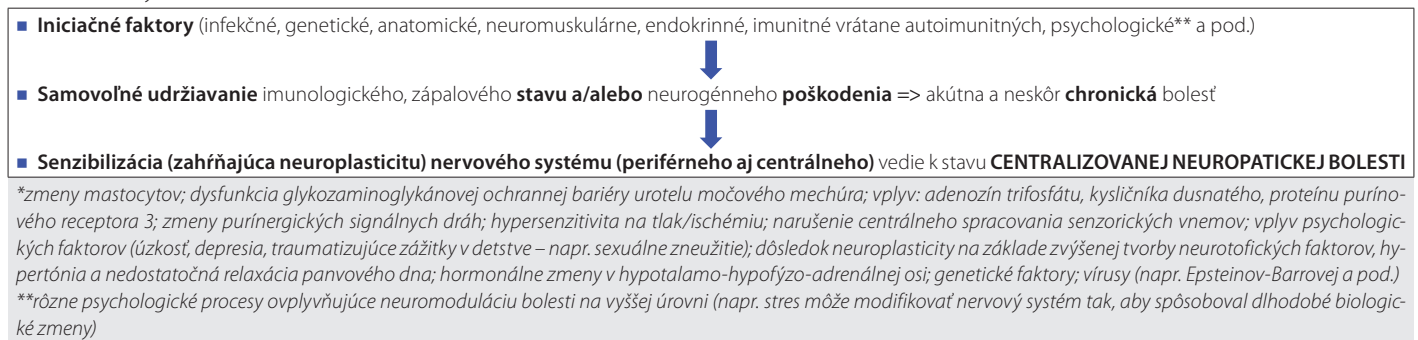 ■ Iniciačné faktory (infekčné, genetické, anatomické, neuromuskulárne, endokrinné, imunitné vrátane autoimunitných, psychologické** a pod.)
■ Samovoľné udržiavanie imunologického, zápalového stavu a/alebo neurogénneho poškodenia => akútna a neskôr chronická bolesť
■ Senzibilizácia (zahŕňajúca neuroplasticitu) nervového systému (periférneho aj centrálneho) vedie k stavu CENTRALIZOVANEJ NEUROPATICKEJ BOLESTI
*zmeny mastocytov; dysfunkcia glykozaminoglykánovej ochrannej bariéry urotelu močového mechúra; vplyv: adenozín trifosfátu, kysličníka dusnatého, proteínu puríno-
vého receptora 3; zmeny purínergických signálnych dráh; hypersenzitivita na tlak/ischémiu; narušenie centrálneho spracovania senzorických vnemov; vplyv psychologic-
kých faktorov (úzkosť, depresia, traumatizujúce zážitky v detstve – napr. sexuálne zneužitie); dôsledok neuroplasticity na základe zvýšenej tvorby neurotofických faktorov, hy-
pertónia a nedostatočná relaxácia panvového dna; hormonálne zmeny v hypotalamo-hypofýzo-adrenálnej osi; genetické faktory; vírusy (napr. Epsteinov-Barrovej a pod.)
**rôzne psychologické procesy ovplyvňujúce neuromoduláciu bolesti na vyššej úrovni (napr. stres môže modifikovať nervový systém tak, aby spôsoboval dlhodobé biologic-
ké zmeny)